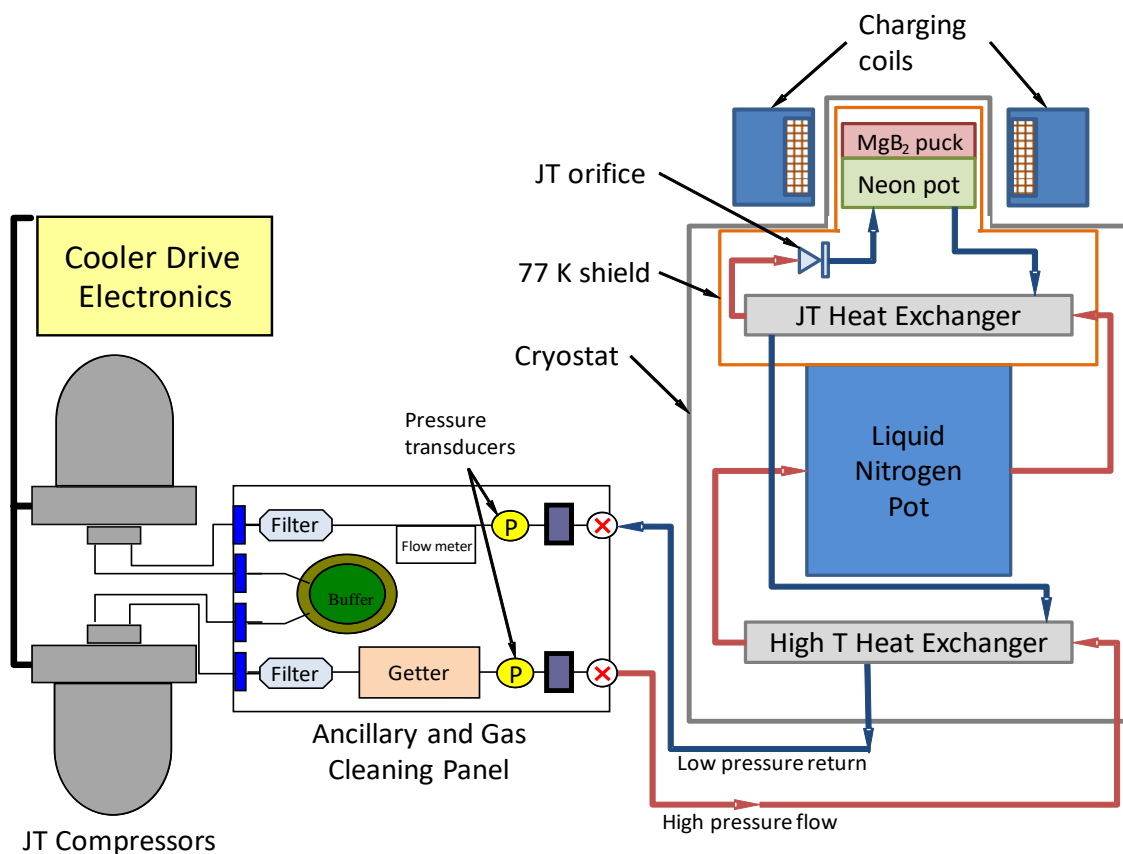 Charging
coils
MgB₂ puck
Neon pot
JT orifice
77 K shield
JT Heat Exchanger
Cryostat
Cooler Drive
Electronics
Liquid
Nitrogen
Pot
Pressure
transducers
Filter
P
Flow meter
Buffer
High T Heat Exchanger
Filter
Getter
P
Ancillary and Gas
Cleaning Panel
Low pressure return
High pressure flow
JT Compressors